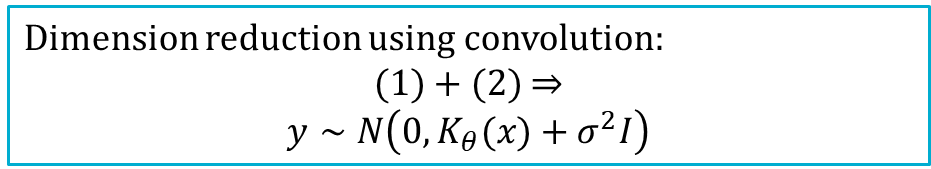 Dimension reduction using convolution:
(1) + (2) ⇒
y ~ N(0, K_θ(x) + σ²I)